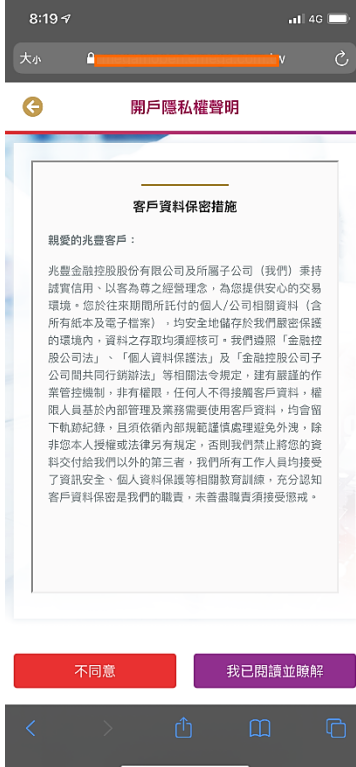 8:19
4G
大小
開戶隱私權聲明
客戶資料保密措施
親愛的兆豐客戶：
兆豐金融控股股份有限公司及所屬子公司（我們）秉持
誠實信用、以客為尊之經營理念，為您提供安心的交易
環境。您於往來期間所託付的個人/公司相關資料（含
所有紙本及電子檔案），均安全地儲存於我們嚴密保護
的環境內，資料之存取均須經核可。我們遵照「金融控
股公司法」、「個人資料保護法」及「金融控股公司子
公司間共同行銷辦法」等相關法令規定，建有嚴謹的作
業管控機制，非有權限，任何人不得接觸客戶資料，權
限人員基於內部管理及業務需要使用客戶資料，均會留
下軌跡紀錄，且須依循內部規範謹慎處理避免外洩，除
非您本人授權或法律另有規定，否則我們禁止將您的資
料交付給我們以外的第三者，我們所有工作人員均接受
了資訊安全、個人資料保護等相關教育訓練，充分認知
客戶資料保密是我們的職責，未善盡職責須接受懲戒。
不同意
我已閱讀並瞭解